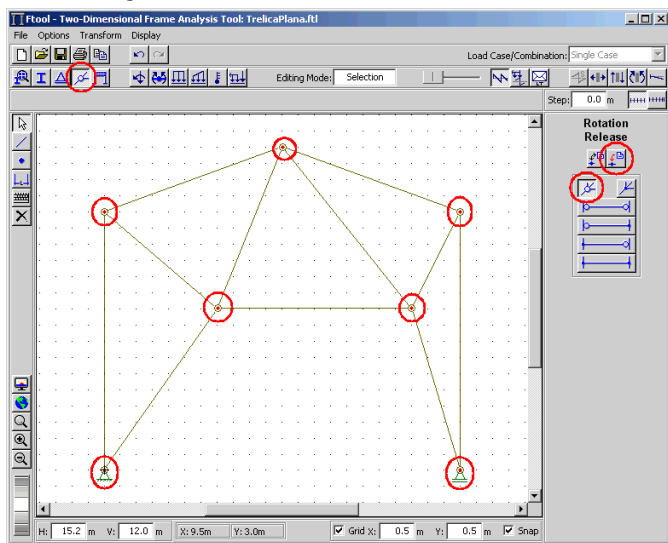 Ftool - Two-Dimensional Frame Analysis Tool: TrelicaPlana.ftl
File Options Transform Display
Load Case/Combination: Single Case
Editing Mode: Selection
Step: 0.0 m
Rotation
Release
H: 15.2 m V: 12.0 m X: 9.5m Y: 3.0m Grid X: 0.5 m Y: 0.5 m Snap